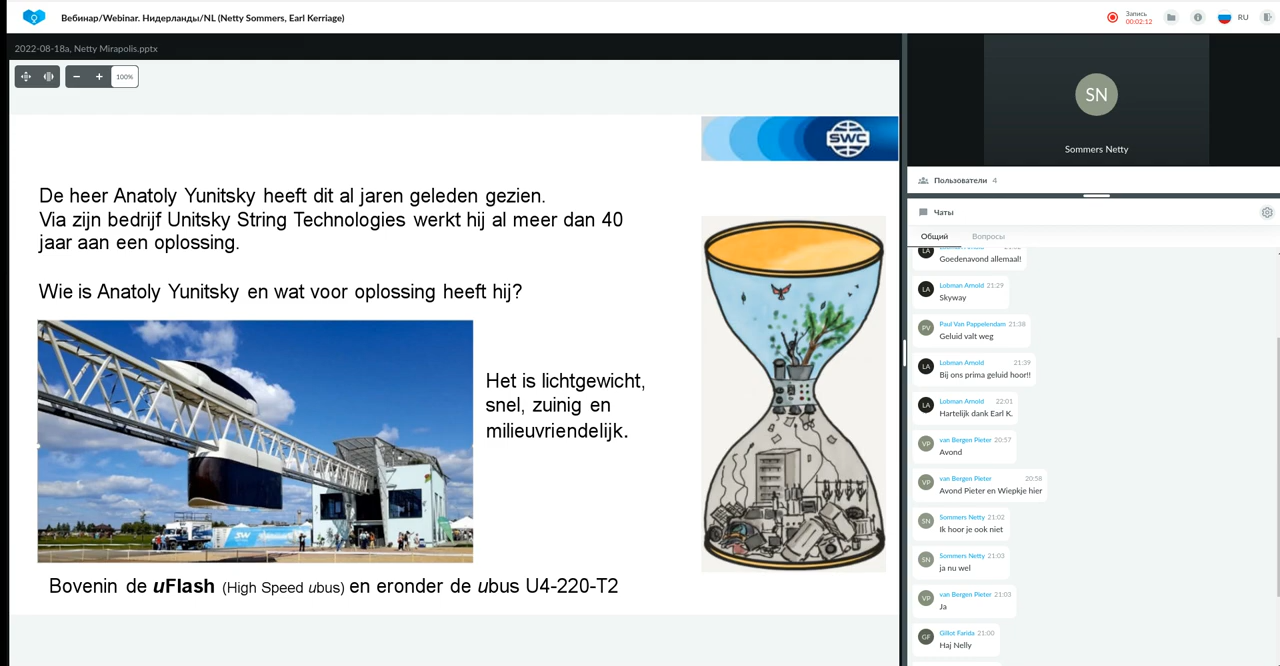 Вебинар/Webinar. Нидерланды/NL (Netty Sommers, Earl Kerriage)
Запись
00:02:12
RU
2022-08-18a, Netty Mirapolis.pptx
100%
SWC
De heer Anatoly Yunitsky heeft dit al jaren geleden gezien.
Via zijn bedrijf Unitsky String Technologies werkt hij al meer dan 40
jaar aan een oplossing.
Wie is Anatoly Yunitsky en wat voor oplossing heeft hij?
Het is lichtgewicht,
snel, zuinig en
milieuvriendelijk.
Bovenin de uFlash (High Speed ubus) en eronder de ubus U4-220-T2
SN
Sommers Netty
Пользователи 4
Чаты
Общий Вопросы
LA
Goedenavond allemaal!
LA
Lobman Arnold 21:29
Skyway
PV
Paul Van Pappelendam 21:38
Geluid valt weg
LA
Lobman Arnold 21:39
Bij ons prima geluid hoor!!
LA
Lobman Arnold 22:01
Hartelijk dank Earl K.
VP
van Bergen Pieter 20:57
Avond
VP
van Bergen Pieter 20:58
Avond Pieter en Wiepkje hier
SN
Sommers Netty 21:02
Ik hoor je ook niet
SN
Sommers Netty 21:03
ja nu wel
VP
van Bergen Pieter 21:03
Ja
GF
Gillot Farida 21:00
Haj Nelly